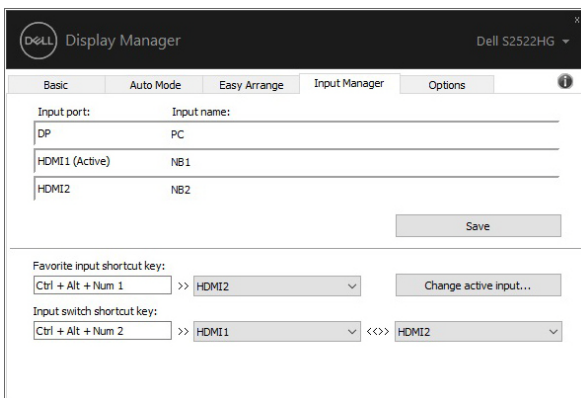 DELL Display Manager Dell S2522HG
x
Basic Auto Mode Easy Arrange Input Manager Options i
Input port: Input name:
DP PC
HDMI1 (Active) NB1
HDMI2 NB2
Save
Favorite input shortcut key:
Ctrl + Alt + Num 1 >> HDMI2 Change active input...
Input switch shortcut key:
Ctrl + Alt + Num 2 >> HDMI1 <<>> HDMI2